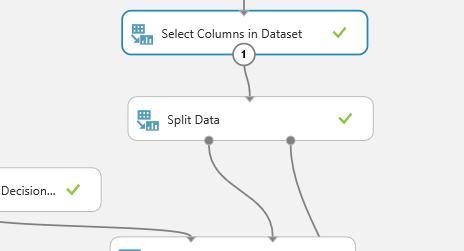 Select Columns in Dataset
1
Split Data
Decision...